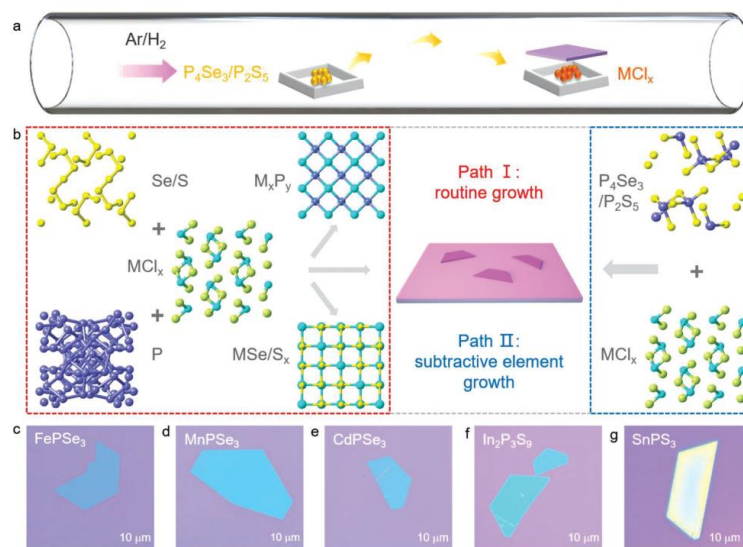 a
Ar/H₂
P₄Se₃/P₂S₅
MClₓ
b
Se/S
+
MClₓ
+
P
MₓPᵧ
MSe/Sₓ
Path Ⅰ:
routine growth
Path Ⅱ:
subtractive element
growth
P₄Se₃
/P₂S₅
+
MClₓ
c
FePSe₃
10 μm
d
MnPSe₃
10 μm
e
CdPSe₃
10 μm
f
In₂P₃S₉
10 μm
g
SnPS₃
10 μm